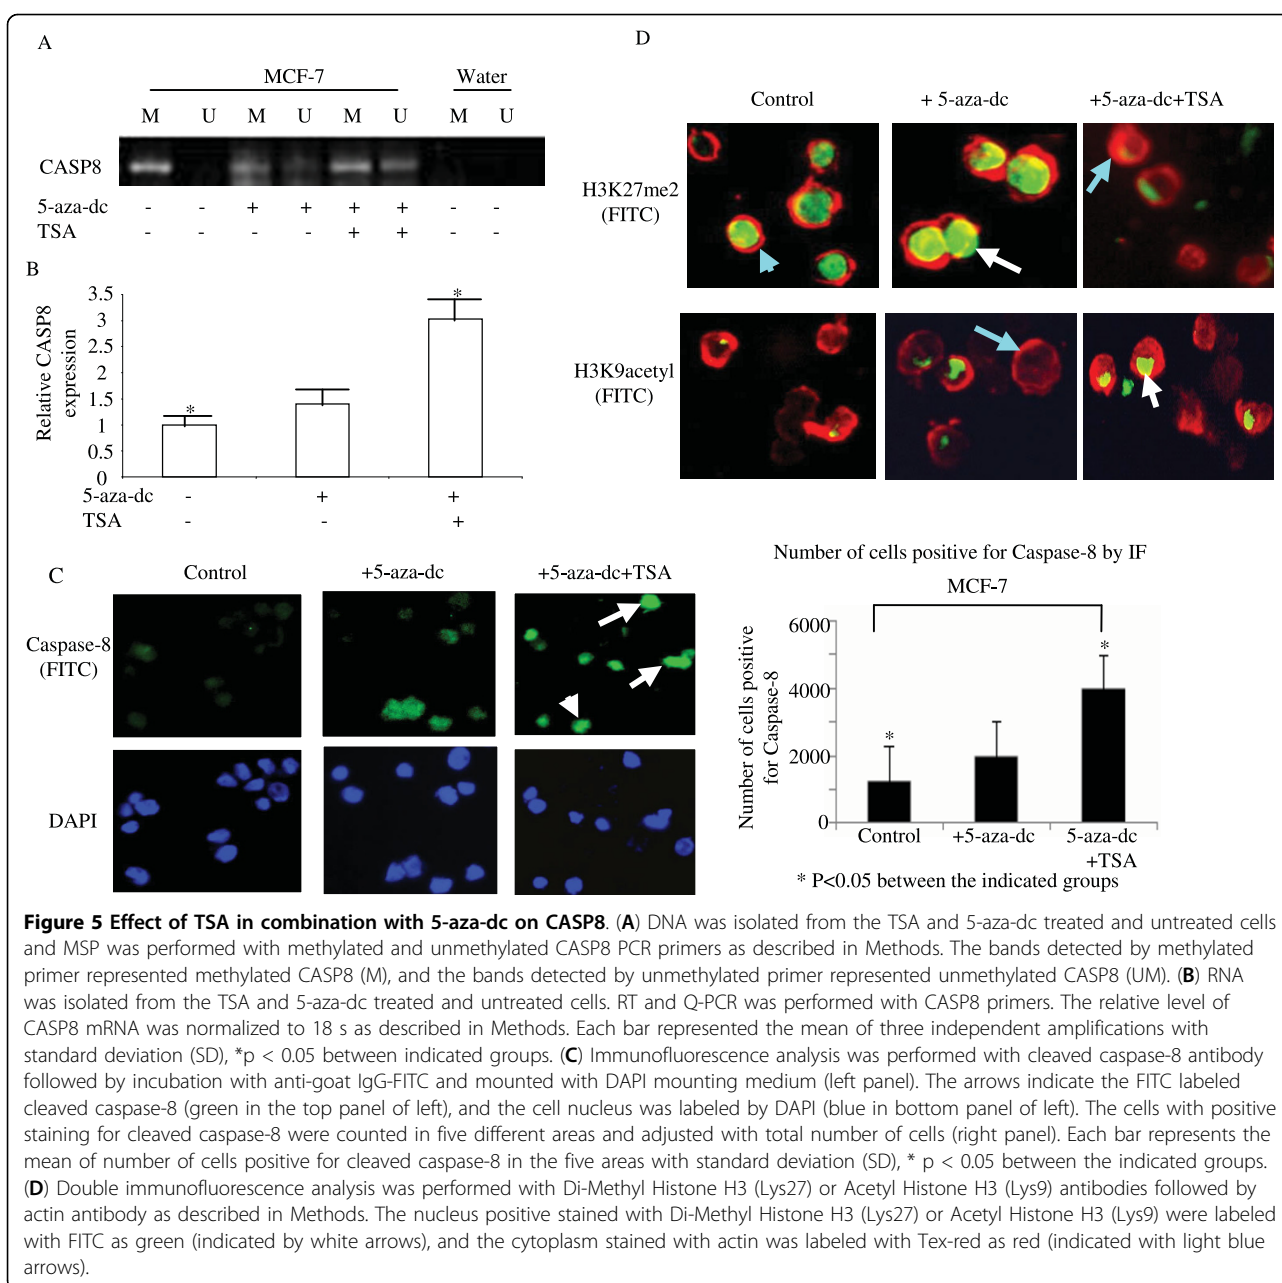 A
MCF-7 Water
M U M U M U M U
CASP8
5-aza-dc - - + + + + - -
TSA - - - - + + - -
B
Relative CASP8
expression
3.5
3
2.5
2
1.5
1
0.5
0
* *
5-aza-dc - + +
TSA - - +
C
Control +5-aza-dc +5-aza-dc+TSA
Caspase-8
(FITC)
DAPI
D
Control + 5-aza-dc +5-aza-dc+TSA
H3K27me2
(FITC)
H3K9acetyl
(FITC)
Number of cells positive for Caspase-8 by IF
MCF-7
Number of cells positive
for Caspase-8
6000
4000
2000
0
* *
Control +5-aza-dc 5-aza-dc
+TSA
* P<0.05 between the indicated groups
Figure 5 Effect of TSA in combination with 5-aza-dc on CASP8. (A) DNA was isolated from the TSA and 5-aza-dc treated and untreated cells
and MSP was performed with methylated and unmethylated CASP8 PCR primers as described in Methods. The bands detected by methylated
primer represented methylated CASP8 (M), and the bands detected by unmethylated primer represented unmethylated CASP8 (UM). (B) RNA
was isolated from the TSA and 5-aza-dc treated and untreated cells. RT and Q-PCR was performed with CASP8 primers. The relative level of
CASP8 mRNA was normalized to 18 s as described in Methods. Each bar represented the mean of three independent amplifications with
standard deviation (SD), *p < 0.05 between indicated groups. (C) Immunofluorescence analysis was performed with cleaved caspase-8 antibody
followed by incubation with anti-goat IgG-FITC and mounted with DAPI mounting medium (left panel). The arrows indicate the FITC labeled
cleaved caspase-8 (green in the top panel of left), and the cell nucleus was labeled by DAPI (blue in bottom panel of left). The cells with positive
staining for cleaved caspase-8 were counted in five different areas and adjusted with total number of cells (right panel). Each bar represents the
mean of number of cells positive for cleaved caspase-8 in the five areas with standard deviation (SD), * p < 0.05 between the indicated groups.
(D) Double immunofluorescence analysis was performed with Di-Methyl Histone H3 (Lys27) or Acetyl Histone H3 (Lys9) antibodies followed by
actin antibody as described in Methods. The nucleus positive stained with Di-Methyl Histone H3 (Lys27) or Acetyl Histone H3 (Lys9) were labeled
with FITC as green (indicated by white arrows), and the cytoplasm stained with actin was labeled with Tex-red as red (indicated with light blue
arrows).